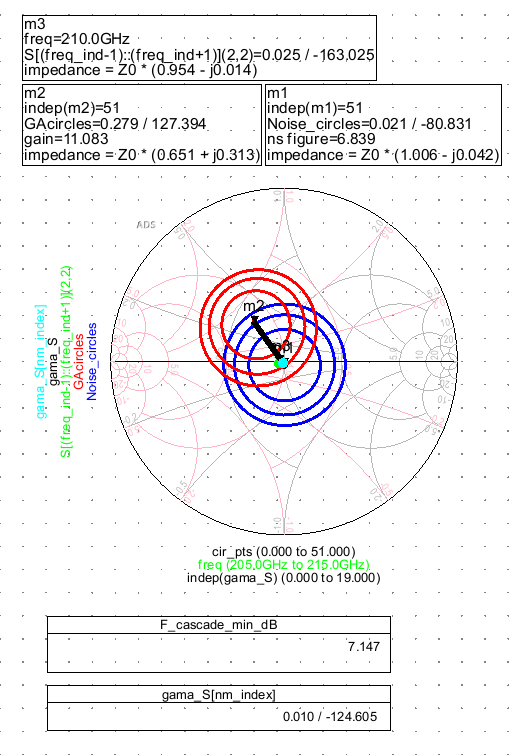 m3
freq=210.0GHz
S[(freq_ind-1)::(freq_ind+1)](2,2)=0.025 / -163.025
impedance = Z0 * (0.954 - j0.014)
m2
indep(m2)=51
GAcircles=0.279 / 127.394
gain=11.083
impedance = Z0 * (0.651 + j0.313)
m1
indep(m1)=51
Noise_circles=0.021 / -80.831
ns figure=6.839
impedance = Z0 * (1.006 - j0.042)
ADS
m2
gama_S[nm_index]
gama_S
S[(freq_ind-1)::(freq_ind+1)](2,2)
GAcircles
Noise_circles
cir_pts (0.000 to 51.000)
freq (205.0GHz to 215.0GHz)
indep(gama_S) (0.000 to 19.000)
F_cascade_min_dB
7.147
gama_S[nm_index]
0.010 / -124.605